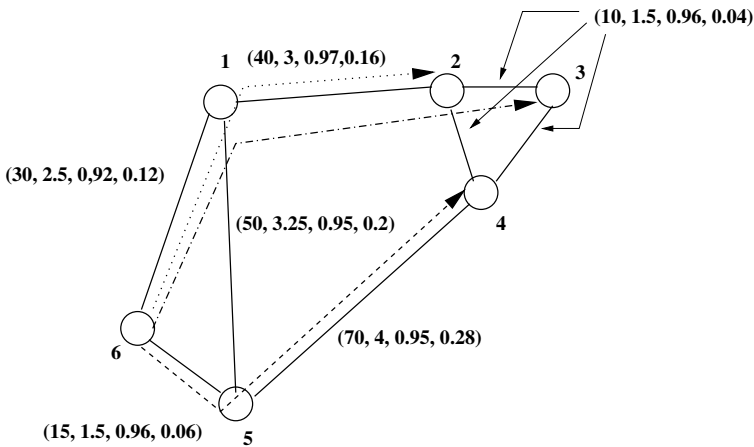 (10, 1.5, 0.96, 0.04)
(40, 3, 0.97,0.16)
1
2
3
(30, 2.5, 0,92, 0.12)
(50, 3.25, 0.95, 0.2)
4
(70, 4, 0.95, 0.28)
6
(15, 1.5, 0.96, 0.06)
5